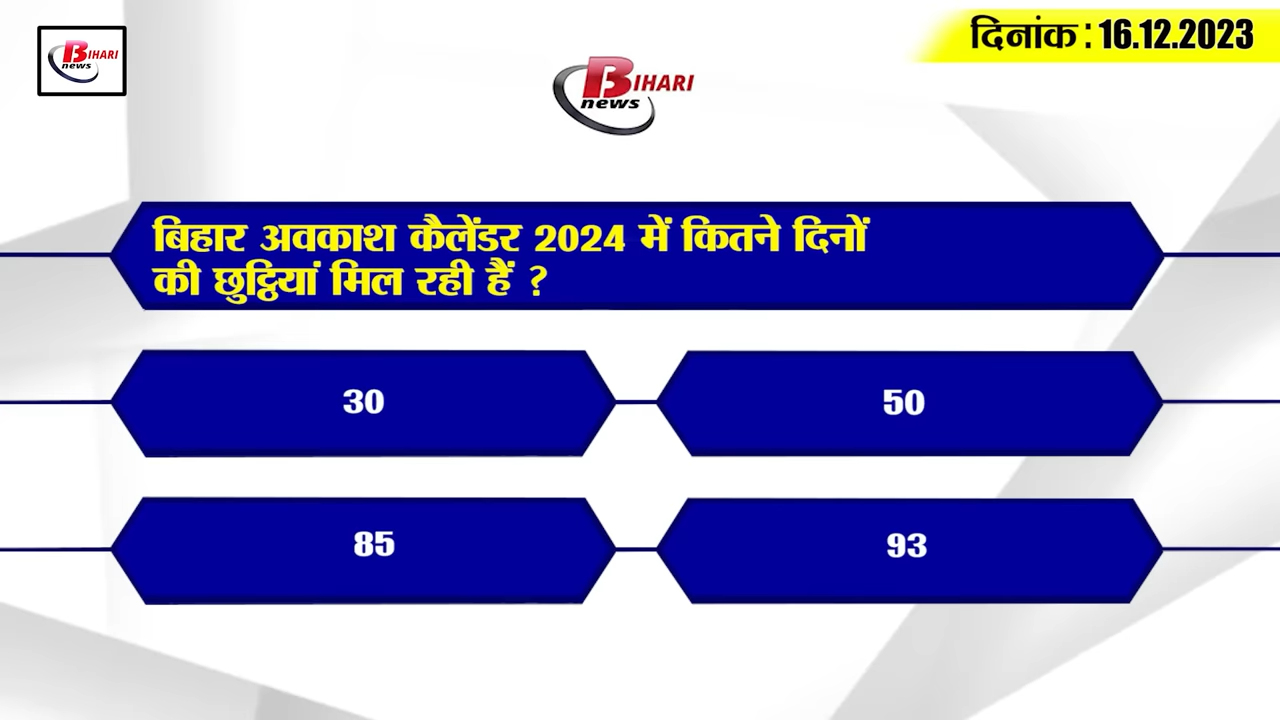 BIHARI
news
दिनांक : 16.12.2023
BIHARI
news
बिहार अवकाश कैलेंडर 2024 में कितने दिनों
की छुट्ठियां मिल रही हैं ?
30
50
85
93